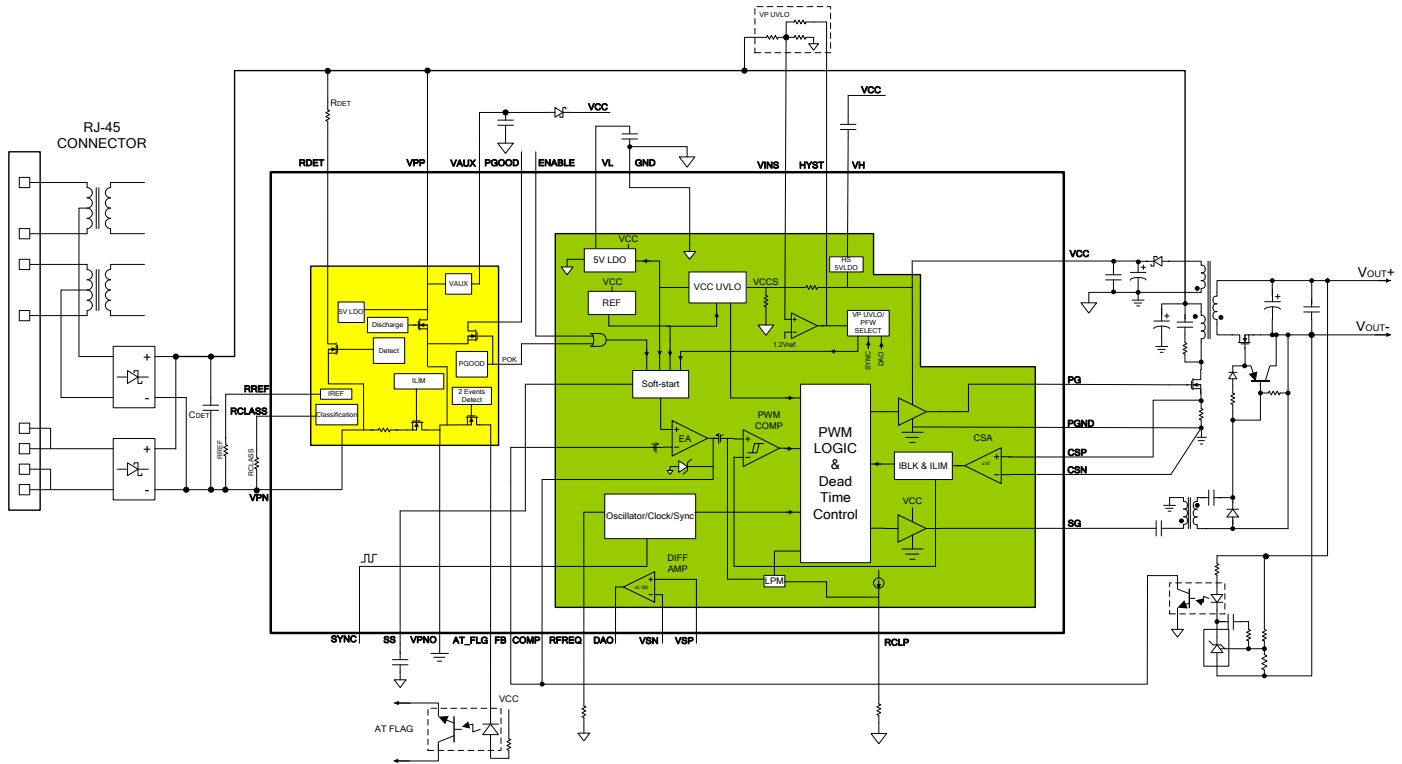 VP UVLO
RJ-45
CONNECTOR
RDET
VCC
VCC
RDET
VPP
VAUX
PGOOD
ENABLE
VL
GND
VINS
HYST
VH
VAUX
5V LDO
Discharge
Detect
PGOOD
POK
ILIM
2 Events
Detect
IREF
Classification
VCC
5V LDO
VCC
REF
VCC UVLO
VCCS
HS
5VLDO
1.2Vref
VP UVLO/
PFW
SELECT
SYNC
DAO
Soft-start
EA
PWM
COMP
PWM
LOGIC
&
Dead
Time
Control
CSA
x10
IBLK & ILIM
VCC
Oscillator/Clock/Sync
DIFF
AMP
x5.182
LPM
+
-
+
-
CDET
RREF
RCLASS
RREF
RCLASS
VPN
VCC
PG
PGND
CSP
CSN
SG
VOUT+
VOUT-
SYNC
SS
VPNO
AT_FLG
FB
COMP
RFREQ
DAO
VSN
VSP
RCLP
AT FLAG
VCC